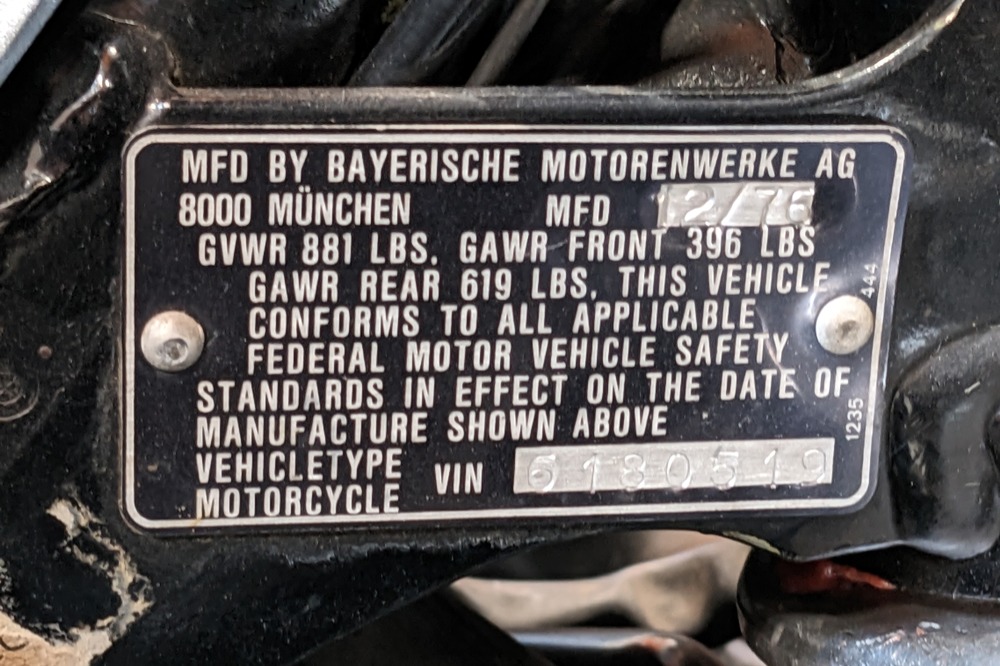 MFD BY BAYERISCHE MOTORENWERKE AG
8000 MÜNCHEN MFD 12/76
GVWR 881 LBS. GAWR FRONT 396 LBS
GAWR REAR 619 LBS. THIS VEHICLE
CONFORMS TO ALL APPLICABLE
FEDERAL MOTOR VEHICLE SAFETY
STANDARDS IN EFFECT ON THE DATE OF
MANUFACTURE SHOWN ABOVE
VEHICLETYPE VIN 6180519
MOTORCYCLE
1235 444